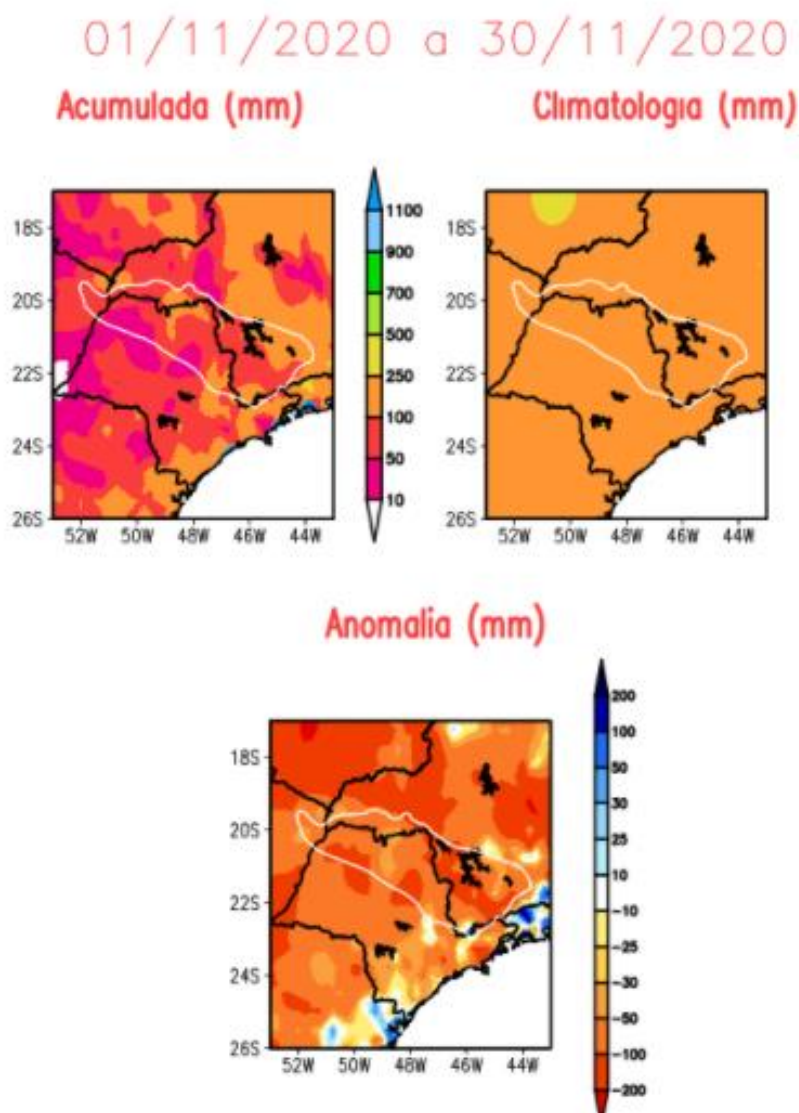 01/11/2020 a 30/11/2020
Acumulada (mm)
Climatologia (mm)
18S
20S
22S
24S
26S
52W 50W 48W 46W 44W
1100
900
700
500
250
100
50
10
18S
20S
22S
24S
26S
52W 50W 48W 46W 44W
Anomalia (mm)
18S
20S
22S
24S
26S
52W 50W 48W 46W 44W
200
100
50
30
25
10
-10
-25
-30
-50
-100
-200